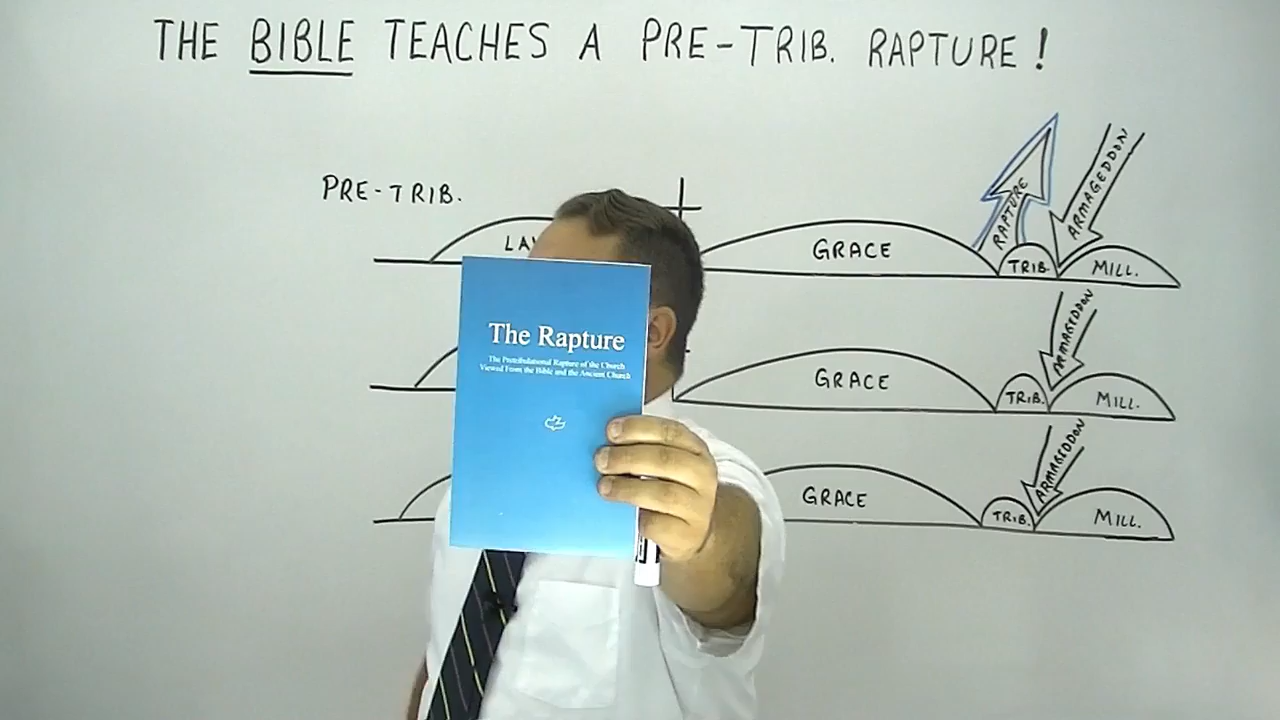 THE BIBLE TEACHES A PRE-TRIB. RAPTURE!
PRE-TRIB.
LA
GRACE
RAPTURE
TRIB.
ARMAGEDDON
MILL.
The Rapture
The Pretribulational Rapture of the Church
Viewed From the Bible and the Ancient Church
GRACE
TRIB.
ARMAGEDDON
MILL.
GRACE
TRIB.
ARMAGEDDON
MILL.